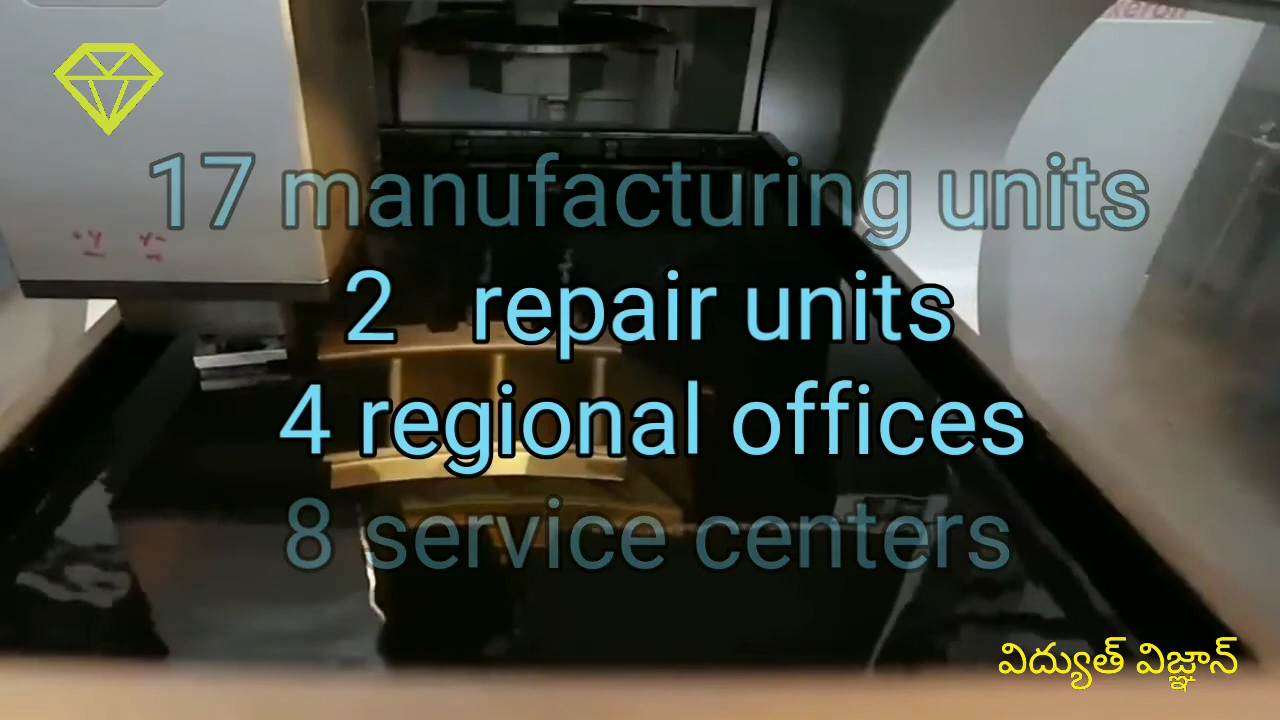 17 manufacturing units
2 repair units
4 regional offices
8 service centers
విద్యుత్ విజ్ఞాన్